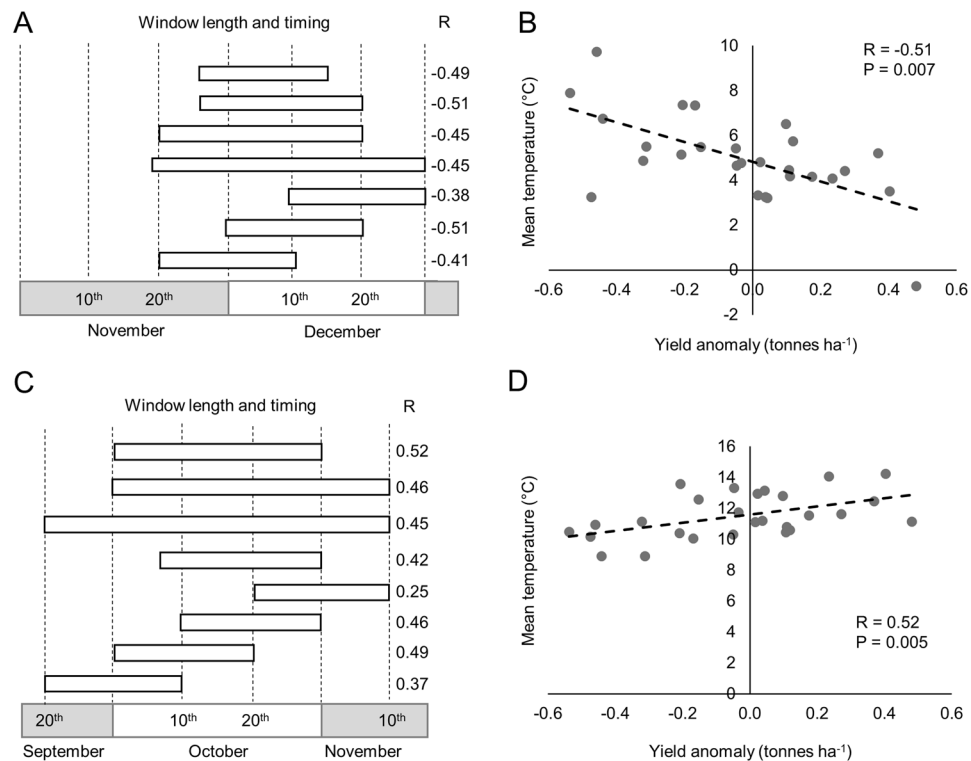 A
Window length and timing
R
-0.49
-0.51
-0.45
-0.45
-0.38
-0.51
-0.41
10th
20th
10th
20th
November
December
B
R = -0.51
P = 0.007
Mean temperature (°C)
10
8
6
4
2
0
-2
-0.6
-0.4
-0.2
0.0
0.2
0.4
0.6
Yield anomaly (tonnes ha-1)
C
Window length and timing
R
0.52
0.46
0.45
0.42
0.25
0.46
0.49
0.37
20th
10th
20th
10th
September
October
November
D
Mean temperature (°C)
16
14
12
10
8
6
4
2
0
R = 0.52
P = 0.005
-0.6
-0.4
-0.2
0.0
0.2
0.4
0.6
Yield anomaly (tonnes ha-1)